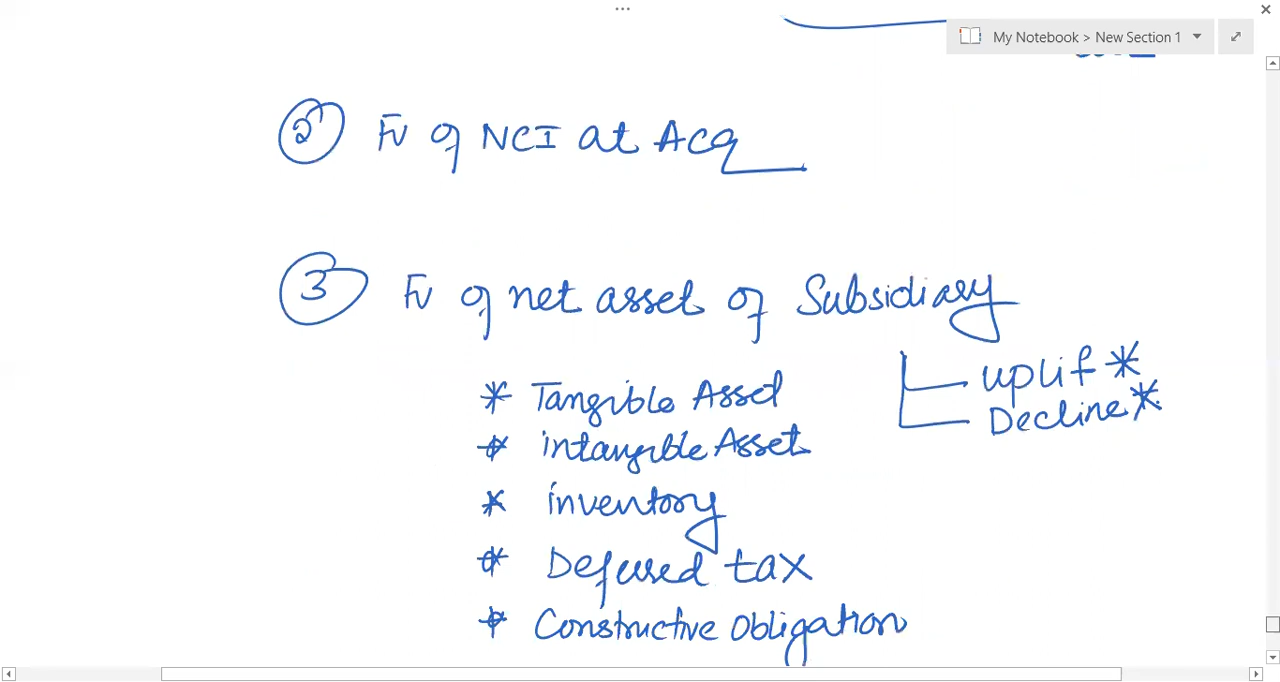 ...
My Notebook > New Section 1
2 Fv of NCI at Acq
3 Fv of net asset of Subsidiary
uplif *
Decline *
* Tangible Asset
* intangible Asset
* inventory
* Deferred tax
* Constructive Obligation